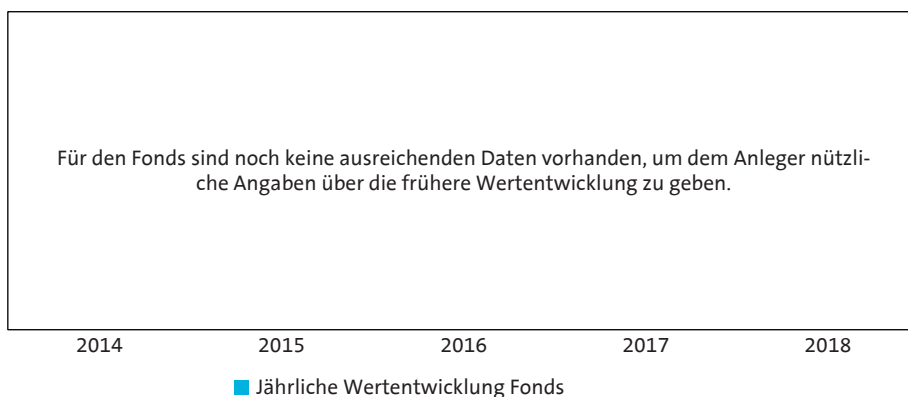 Für den Fonds sind noch keine ausreichenden Daten vorhanden, um dem Anleger nützli-
che Angaben über die frühere Wertentwicklung zu geben.
2014 2015 2016 2017 2018
Jährliche Wertentwicklung Fonds